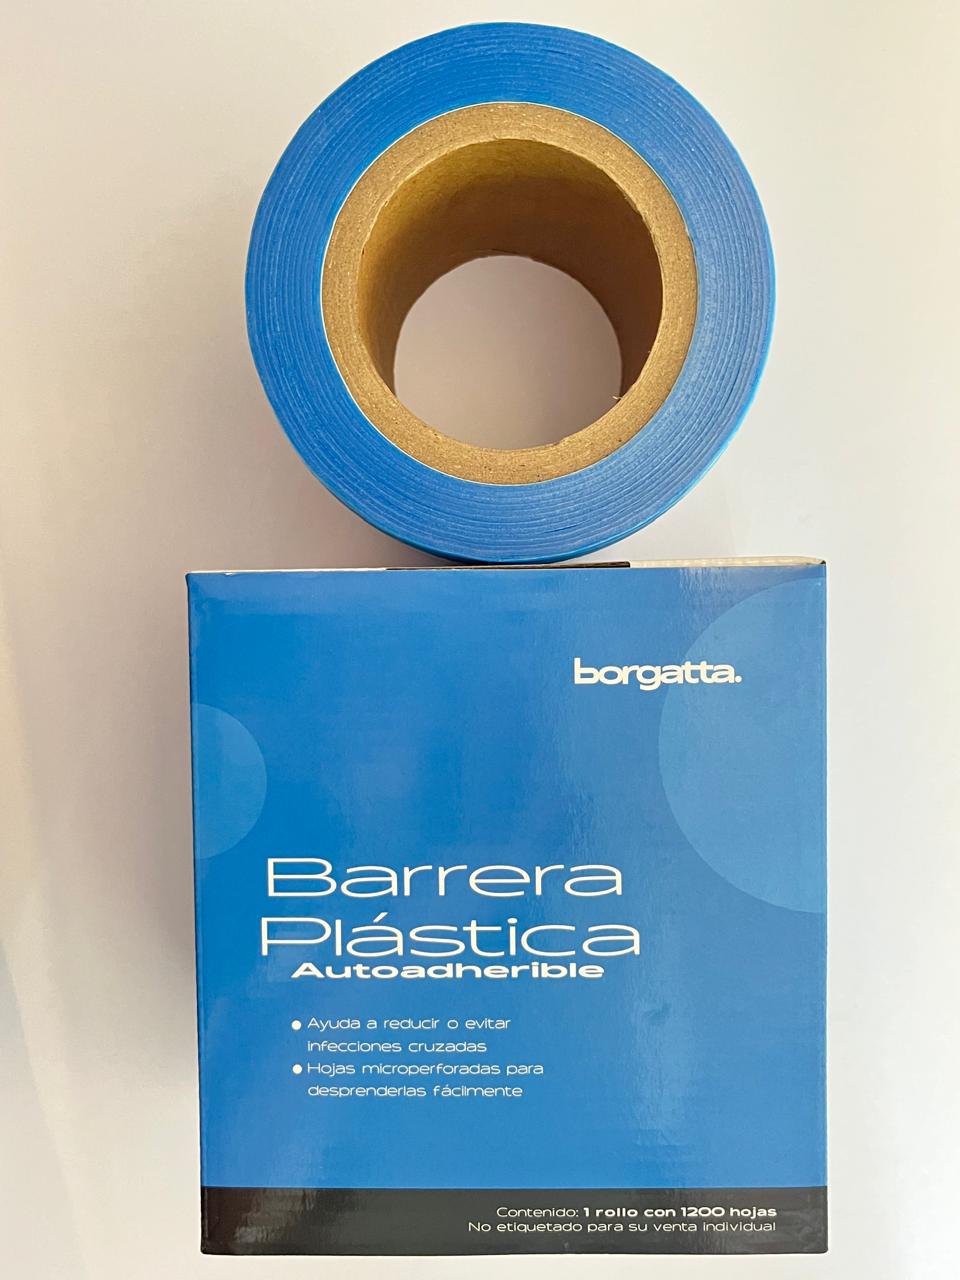 borgatta.
Barrera
Plástica
Autoadherible
● Ayuda a reducir o evitar
infecciones cruzadas
● Hojas microperforadas para
desprenderlas fácilmente
Contenido: 1 rollo con 1200 hojas
No etiquetado para su venta individual